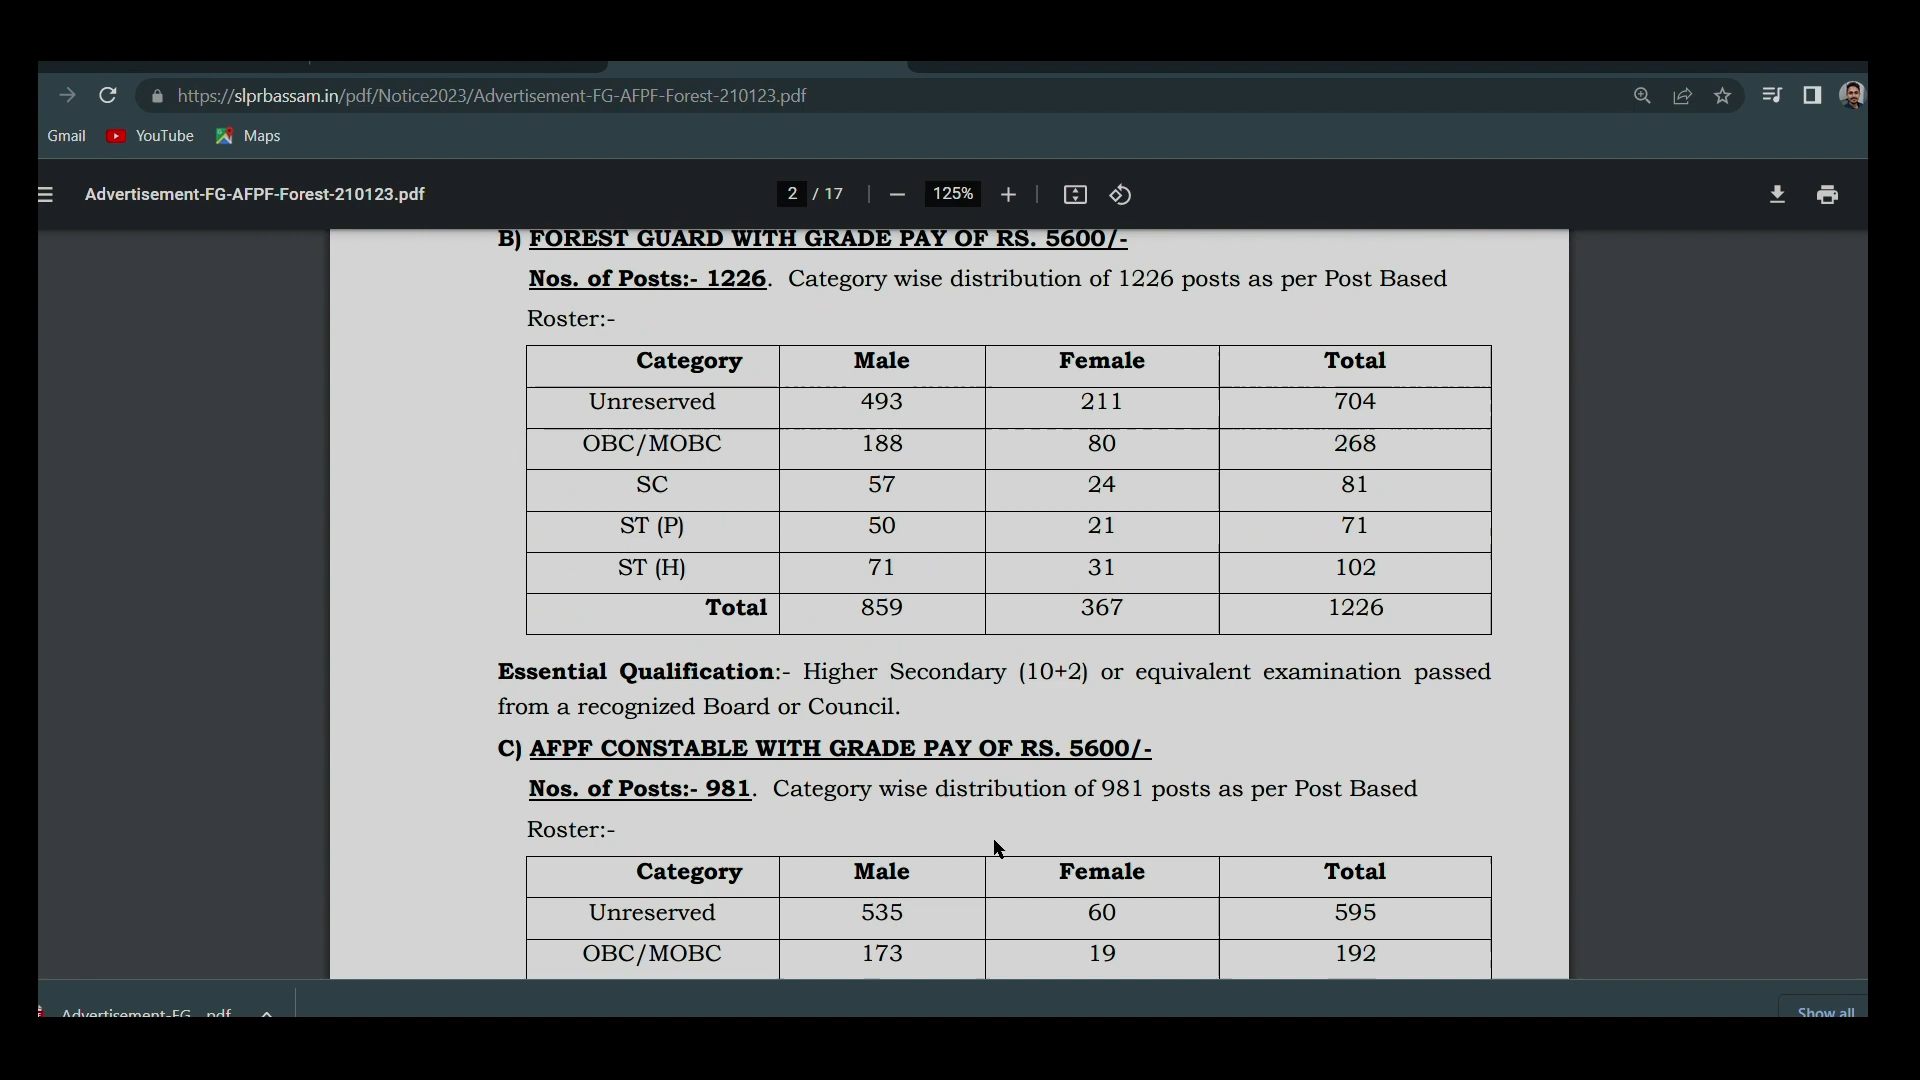 https://slprbassam.in/pdf/Notice2023/Advertisement-FG-AFPF-Forest-210123.pdf
Gmail YouTube Maps
Advertisement-FG-AFPF-Forest-210123.pdf 2 / 17 125%
B) FOREST GUARD WITH GRADE PAY OF RS. 5600/-
Nos. of Posts:- 1226. Category wise distribution of 1226 posts as per Post Based
Roster:-
Category Male Female Total
Unreserved 493 211 704
OBC/MOBC 188 80 268
SC 57 24 81
ST (P) 50 21 71
ST (H) 71 31 102
Total 859 367 1226
Essential Qualification:- Higher Secondary (10+2) or equivalent examination passed
from a recognized Board or Council.
C) AFPF CONSTABLE WITH GRADE PAY OF RS. 5600/-
Nos. of Posts:- 981. Category wise distribution of 981 posts as per Post Based
Roster:-
Category Male Female Total
Unreserved 535 60 595
OBC/MOBC 173 19 192
Advertisement-FG....pdf Show all